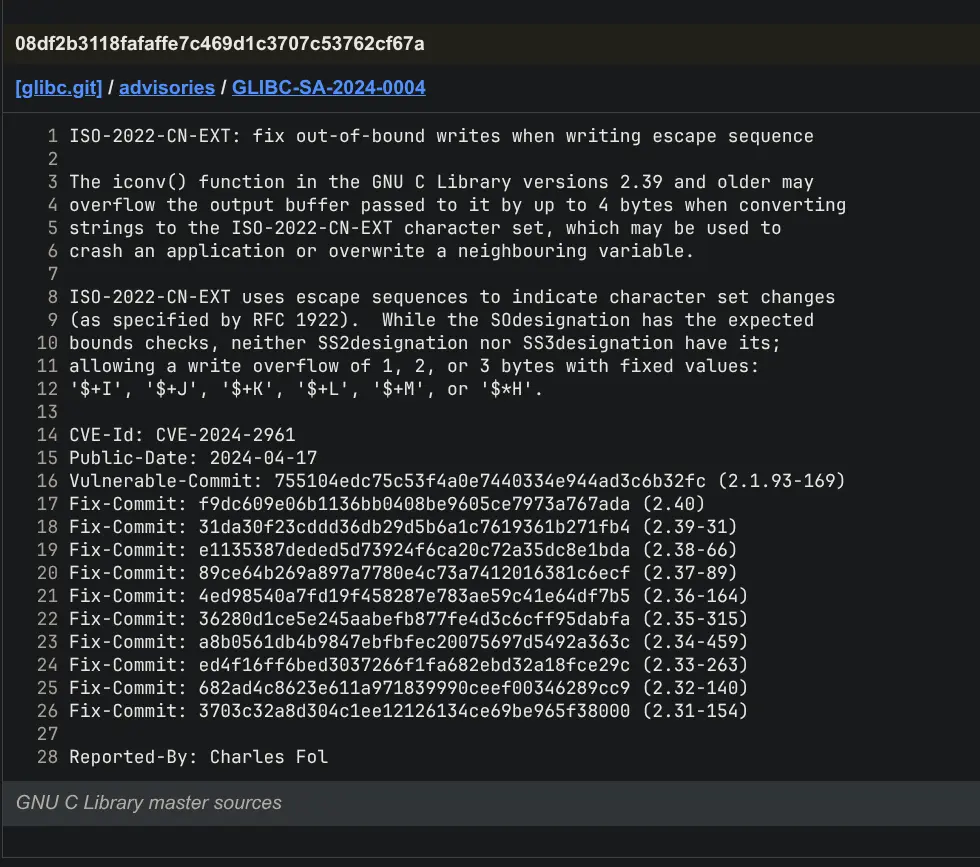 08df2b3118fafaffe7c469d1c3707c53762cf67a
[glibc.git] / advisories / GLIBC-SA-2024-0004
1 ISO-2022-CN-EXT: fix out-of-bound writes when writing escape sequence
2
3 The iconv() function in the GNU C Library versions 2.39 and older may
4 overflow the output buffer passed to it by up to 4 bytes when converting
5 strings to the ISO-2022-CN-EXT character set, which may be used to
6 crash an application or overwrite a neighbouring variable.
7
8 ISO-2022-CN-EXT uses escape sequences to indicate character set changes
9 (as specified by RFC 1922).  While the SOdesignation has the expected
10 bounds checks, neither SS2designation nor SS3designation have its;
11 allowing a write overflow of 1, 2, or 3 bytes with fixed values:
12 '$+I', '$+J', '$+K', '$+L', '$+M', or '$*H'.
13
14 CVE-Id: CVE-2024-2961
15 Public-Date: 2024-04-17
16 Vulnerable-Commit: 755104edc75c53f4a0e7440334e944ad3c6b32fc (2.1.93-169)
17 Fix-Commit: f9dc609e06b1136bb0408be9605ce7973a767ada (2.40)
18 Fix-Commit: 31da30f23cddd36db29d5b6a1c7619361b271fb4 (2.39-31)
19 Fix-Commit: e1135387deded5d73924f6ca20c72a35dc8e1bda (2.38-66)
20 Fix-Commit: 89ce64b269a897a7780e4c73a7412016381c6ecf (2.37-89)
21 Fix-Commit: 4ed98540a7fd19f458287e783ae59c41e64df7b5 (2.36-164)
22 Fix-Commit: 36280d1ce5e245aabefb877fe4d3c6cff95dabfa (2.35-315)
23 Fix-Commit: a8b0561db4b9847ebfbfec20075697d5492a363c (2.34-459)
24 Fix-Commit: ed4f16ff6bed3037266f1fa682ebd32a18fce29c (2.33-263)
25 Fix-Commit: 682ad4c8623e611a971839990ceef00346289cc9 (2.32-140)
26 Fix-Commit: 3703c32a8d304c1ee12126134ce69be965f38000 (2.31-154)
27
28 Reported-By: Charles Fol
GNU C Library master sources